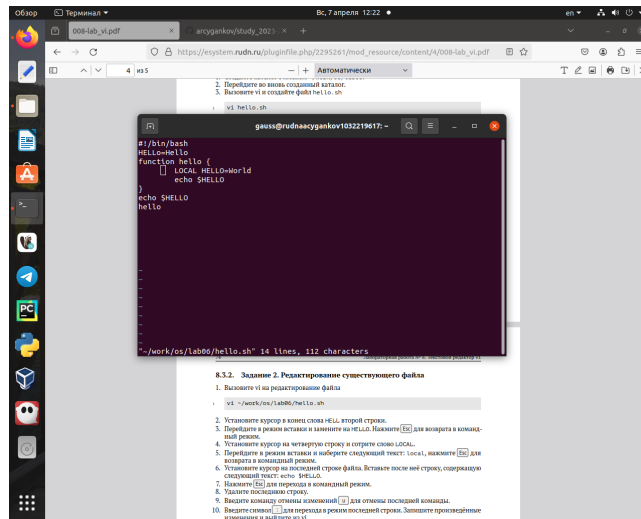 Обзор
Терминал
Вс, 7 апреля 12:22
en
008-lab_vi.pdf
arcygankov/study_202
https://esystem.rudn.ru/pluginfile.php/2295261/mod_resource/content/4/008-lab_vi.pdf
4 из 5
Автоматически
2. Перейдите во вновь созданный каталог.
3. Вызовите vi и создайте файл hello.sh
vi hello.sh
gauss@rudnaacygankov1032219617: ~
#!/bin/bash
HELLo=Hello
function hello {
LOCAL HELLO=World
echo $HELLO
}
echo $HELLO
hello
~
~
~
~
~
~
~
"~/work/os/lab06/hello.sh" 14 lines, 112 characters
8.3.2. Задание 2. Редактирование существующего файла
1. Вызовите vi на редактирование файла
vi ~/work/os/lab06/hello.sh
2. Установите курсор в конец слова HELL второй строки.
3. Перейдите в режим вставки и замените на HELLO. Нажмите Esc для возврата в команд-
ный режим.
4. Установите курсор на четвертую строку и сотрите слово LOCAL.
5. Перейдите в режим вставки и наберите следующий текст: local, нажмите Esc для
возврата в командный режим.
6. Установите курсор на последней строке файла. Вставьте после неё строку, содержащую
следующий текст: echo $HELLO.
7. Нажмите Esc для перехода в командный режим.
8. Удалите последнюю строку.
9. Введите команду отмены изменений u для отмены последней команды.
10. Введите символ : для перехода в режим последней строки. Запишите произведённые
изменения и выйдите из vi.